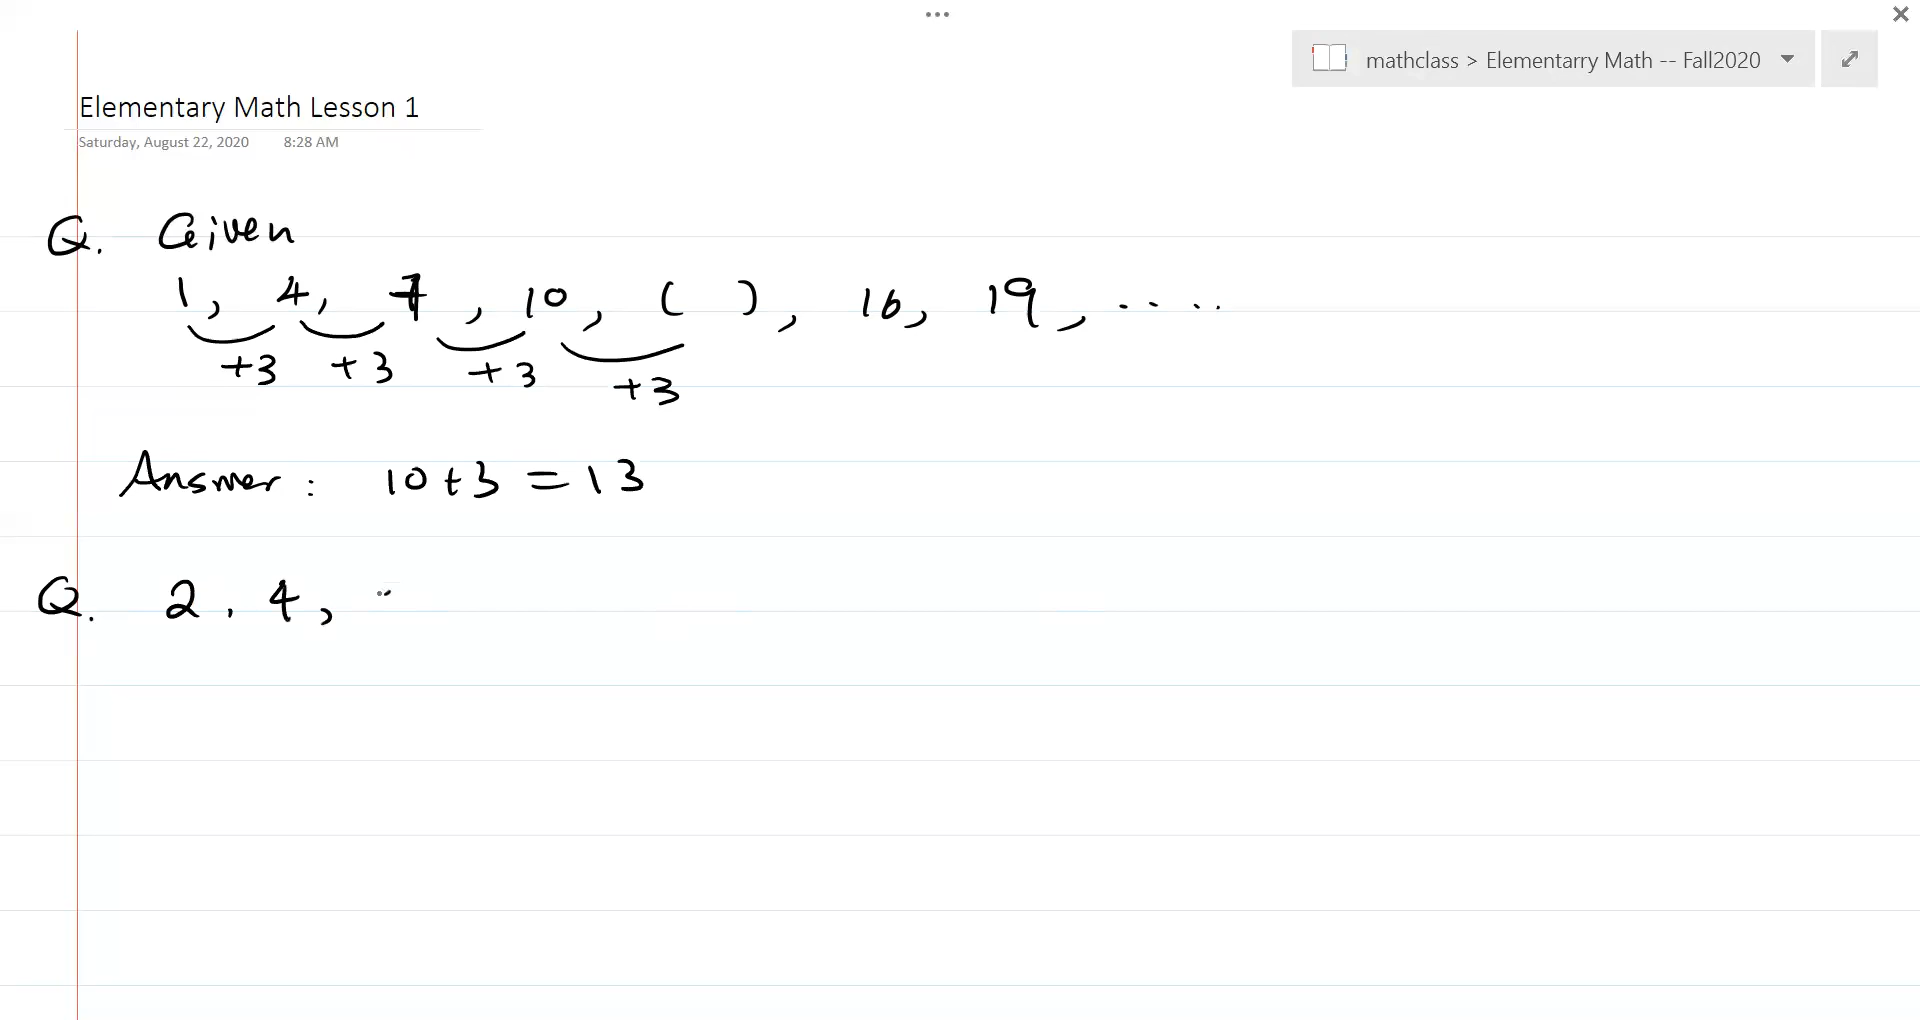 mathclass > Elementarry Math -- Fall2020
Elementary Math Lesson 1
Saturday, August 22, 2020 8:28 AM
Q. Given
1, 4, 7, 10, ( ), 16, 19, .....
+3 +3 +3 +3
Answer: 10+3=13
Q. 2, 4,